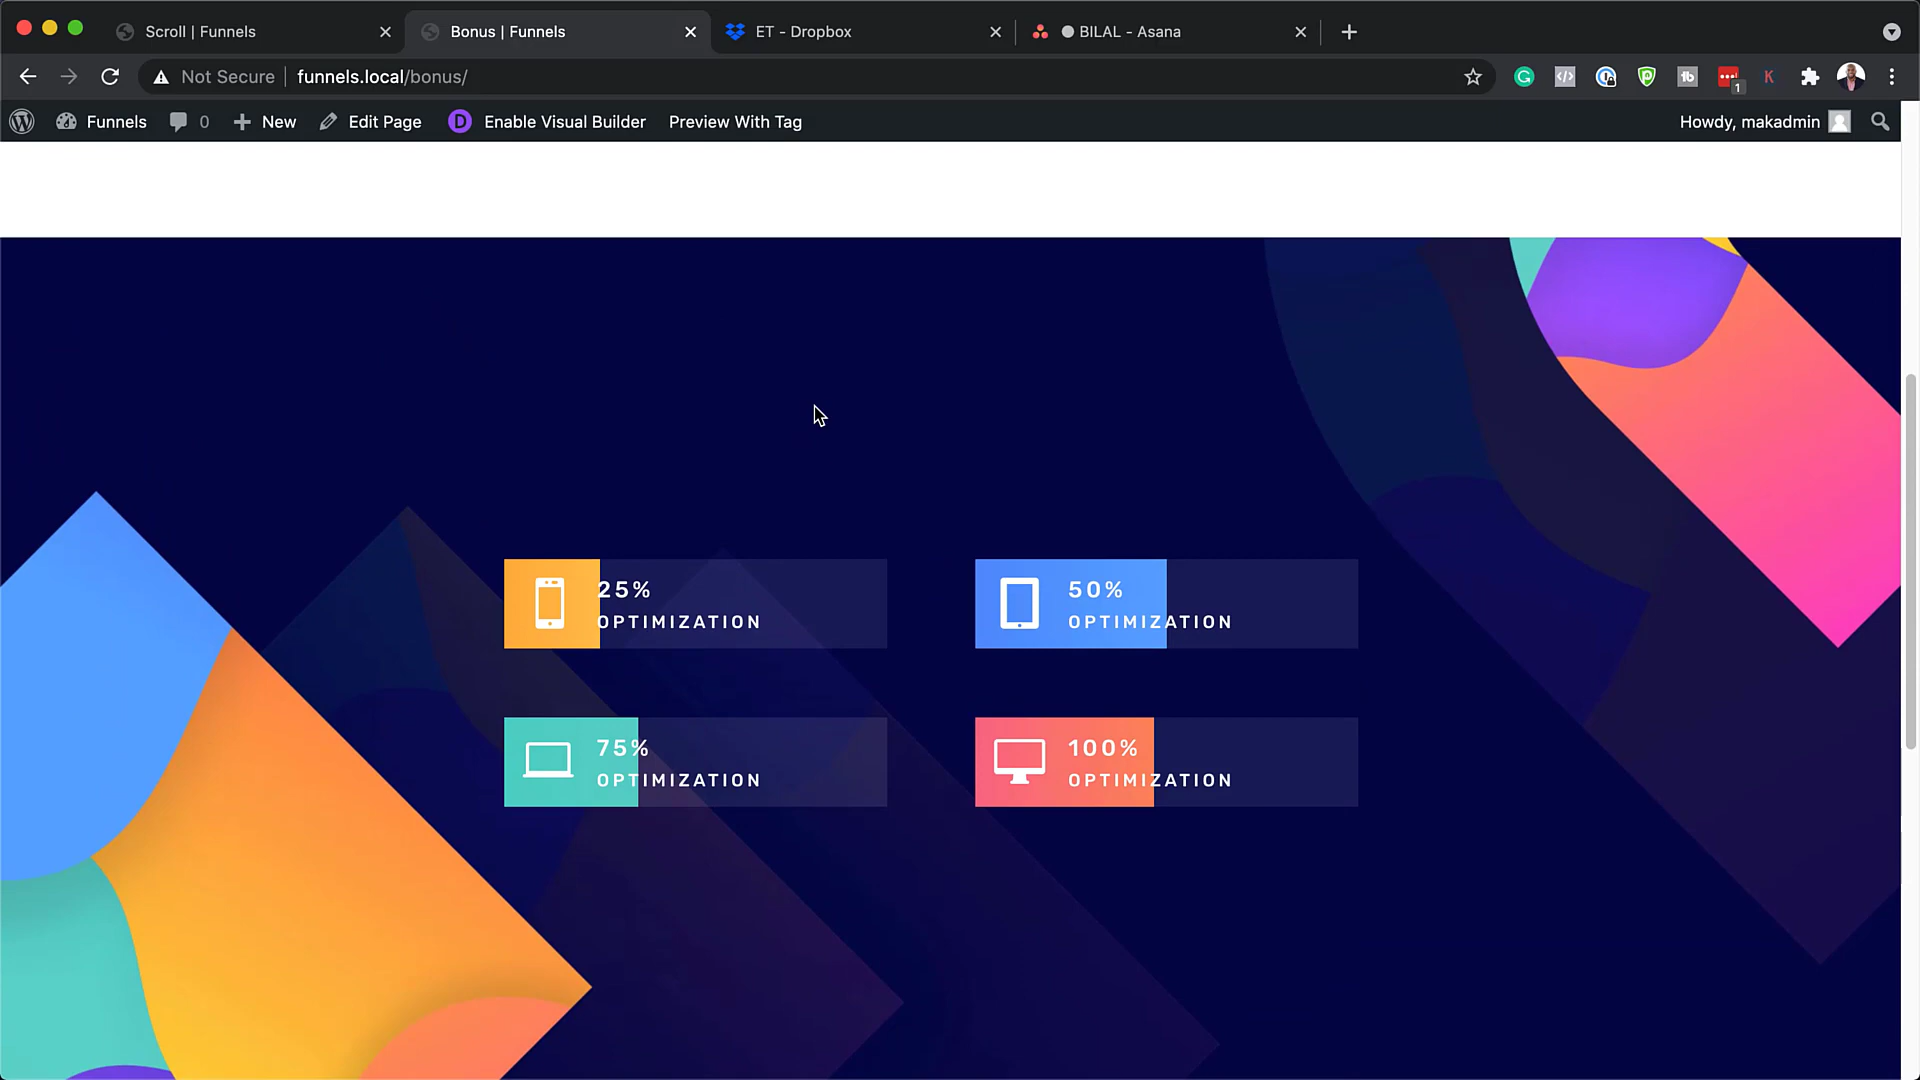 Scroll | Funnels
Bonus | Funnels
ET - Dropbox
BILAL - Asana
Not Secure
funnels.local/bonus/
1
Funnels
0
New
Edit Page
D
Enable Visual Builder
Preview With Tag
Howdy, makadmin
25%
OPTIMIZATION
50%
OPTIMIZATION
75%
OPTIMIZATION
100%
OPTIMIZATION